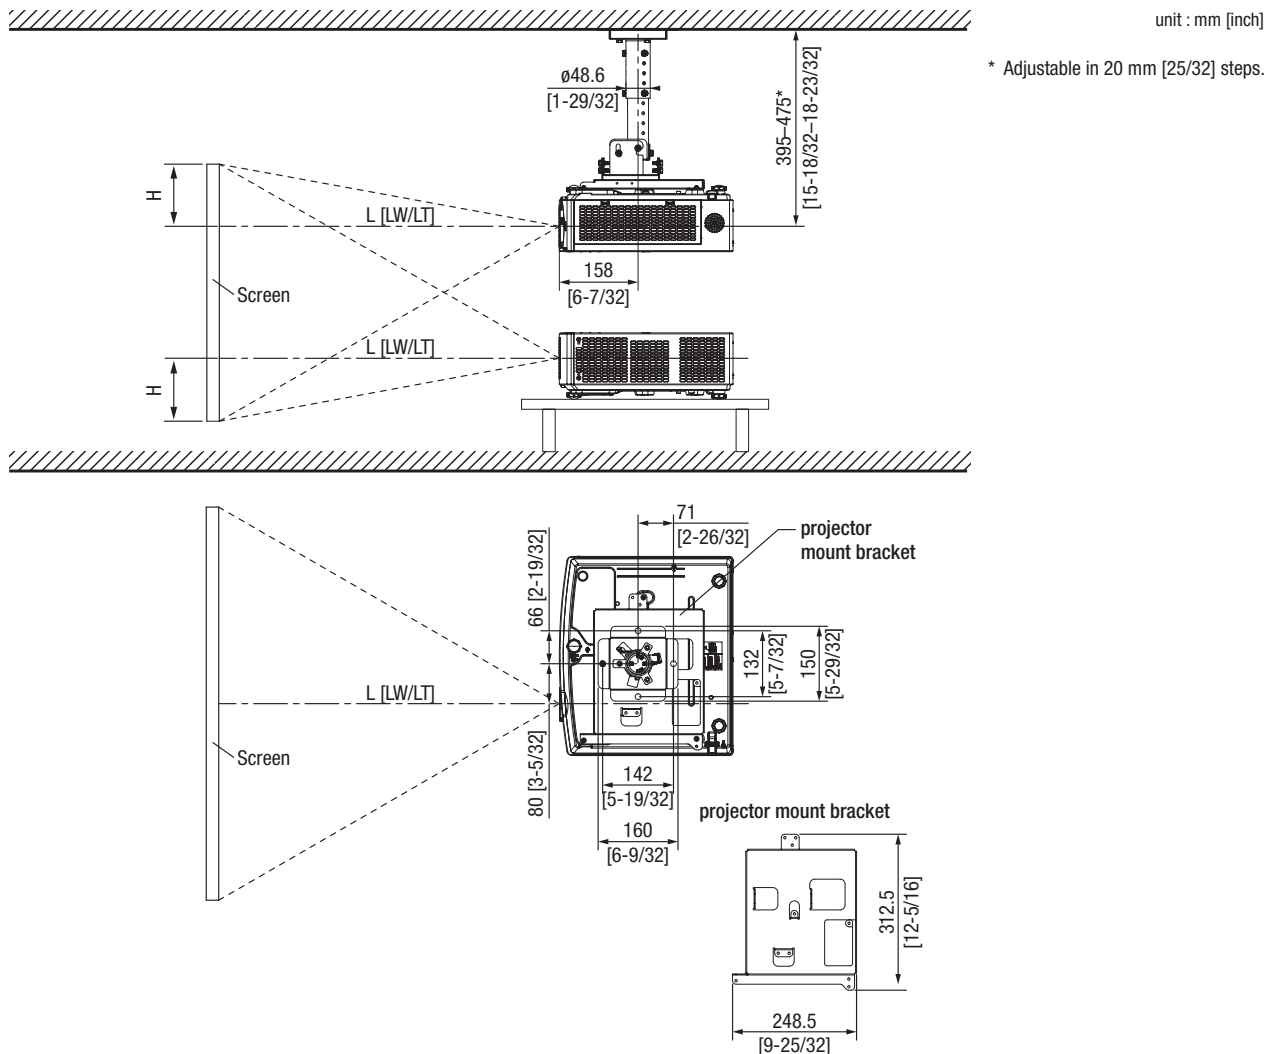 unit : mm [inch]
* Adjustable in 20 mm [25/32] steps.
ø48.6
[1-29/32]
395–475*
[15-18/32–18-23/32]
H
L [LW/LT]
158
[6-7/32]
Screen
L [LW/LT]
H
71
[2-26/32]
projector
mount bracket
66 [2-19/32]
132
[5-7/32]
150
[5-29/32]
L [LW/LT]
Screen
80 [3-5/32]
142
[5-19/32]
160
[6-9/32]
projector mount bracket
312.5
[12-5/16]
248.5
[9-25/32]